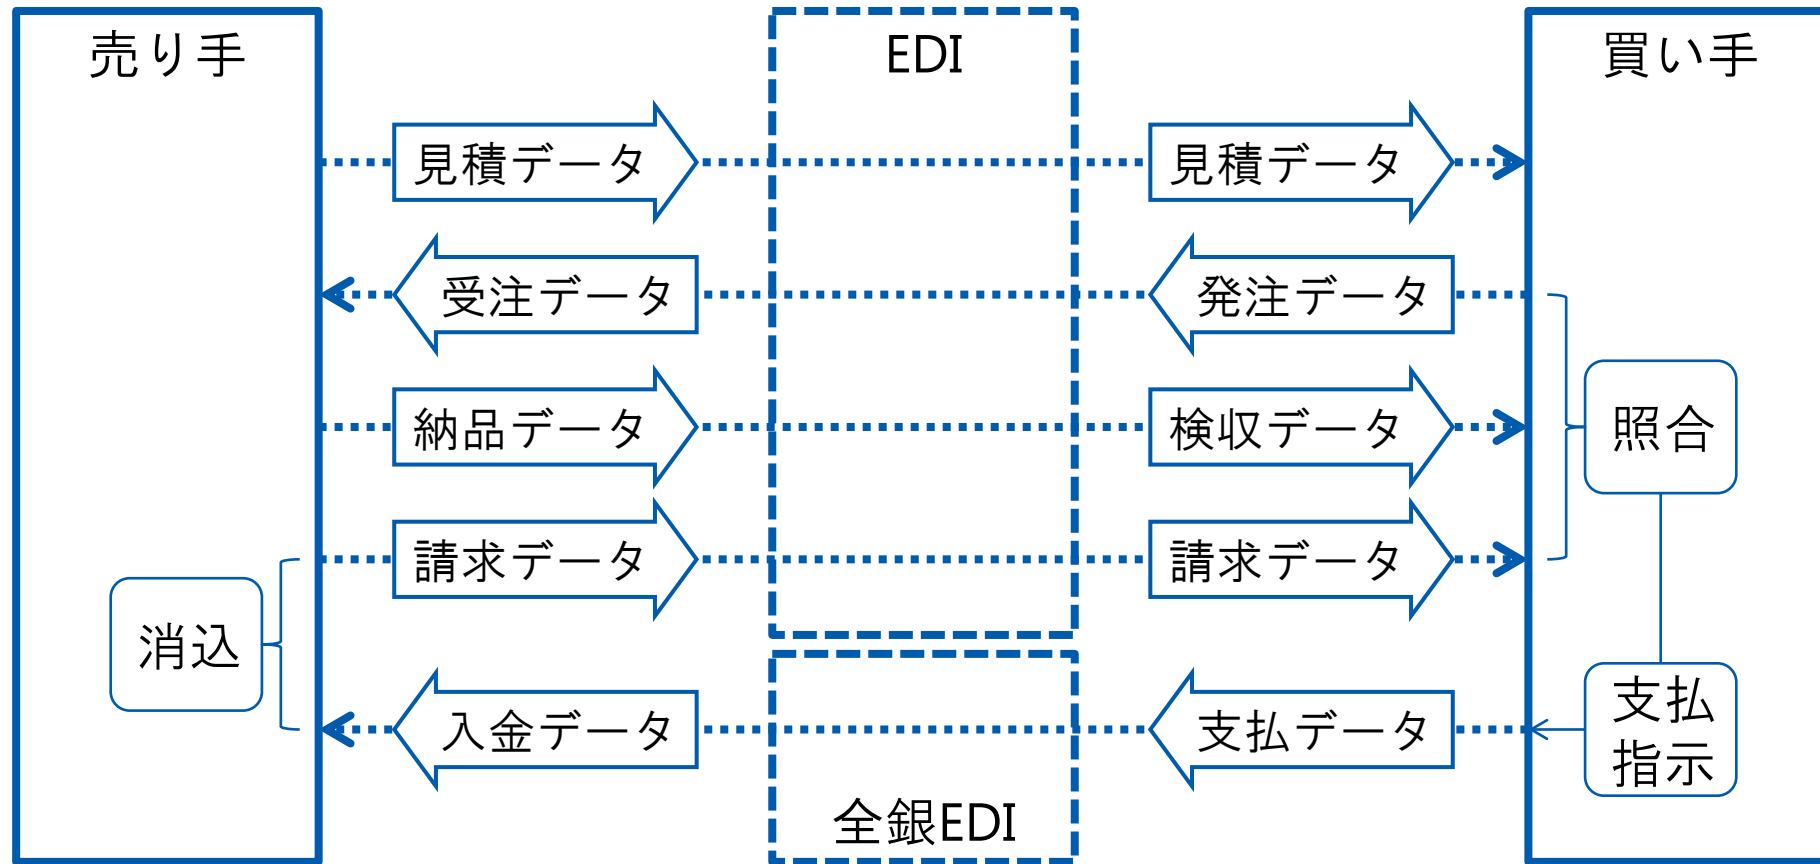 売り手
EDI
買い手
見積データ
見積データ
受注データ
発注データ
納品データ
検収データ
照合
請求データ
請求データ
消込
入金データ
支払データ
支払
指示
全銀EDI